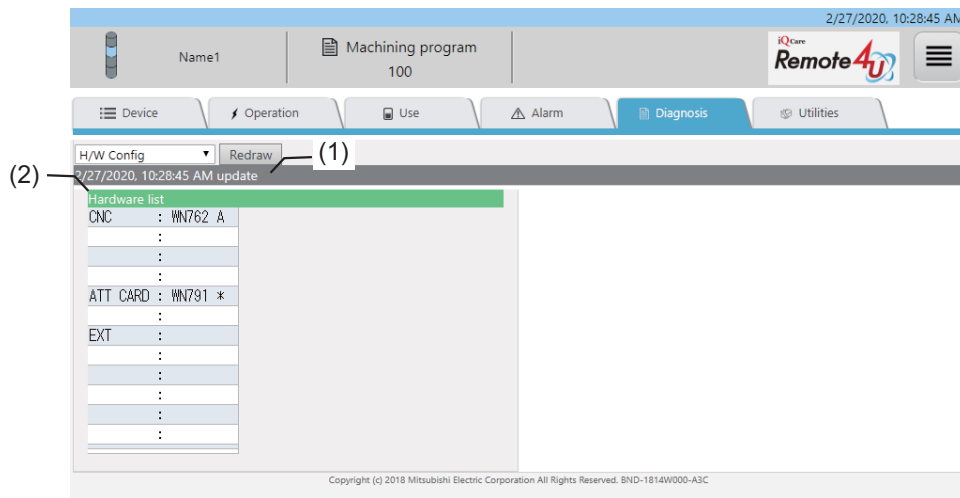 2/27/2020, 10:28:45 AM
Name1
Machining program
100
iQ Care
Remote4U
Device
Operation
Use
Alarm
Diagnosis
Utilities
H/W Config
Redraw
(1)
(2)
2/27/2020, 10:28:45 AM update
Hardware list
CNC : WN762 A
:
:
:
ATT CARD : WN791 *
:
EXT :
:
:
:
:
:
Copyright (c) 2018 Mitsubishi Electric Corporation All Rights Reserved. BND-1814W000-A3C